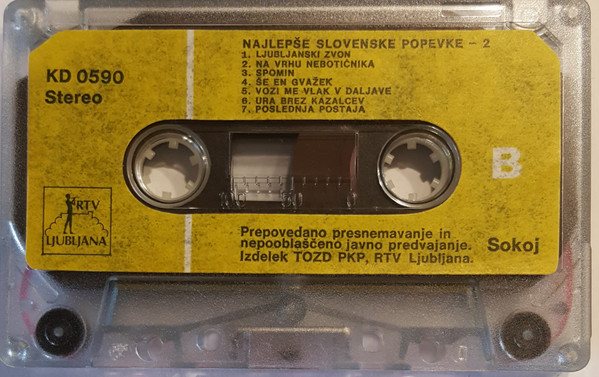 NAJLEPŠE SLOVENSKE POPEVKE - 2
1. LJUBLJANSKI ZVON
2. NA VRHU NEBOTIČNIKA
3. SPOMIN
4. ŠE EN GVAŽEK
5. VOZI ME VLAK V DALJAVE
6. URA BREZ KAZALCEV
7. POSLEDNJA POSTAJA
KD 0590
Stereo
B
RTV
LJUBLJANA
Prepovedano presnemavanje in
nepooblaščeno javno predvajanje.
Izdelek TOZD PKP, RTV Ljubljana.
Sokoj